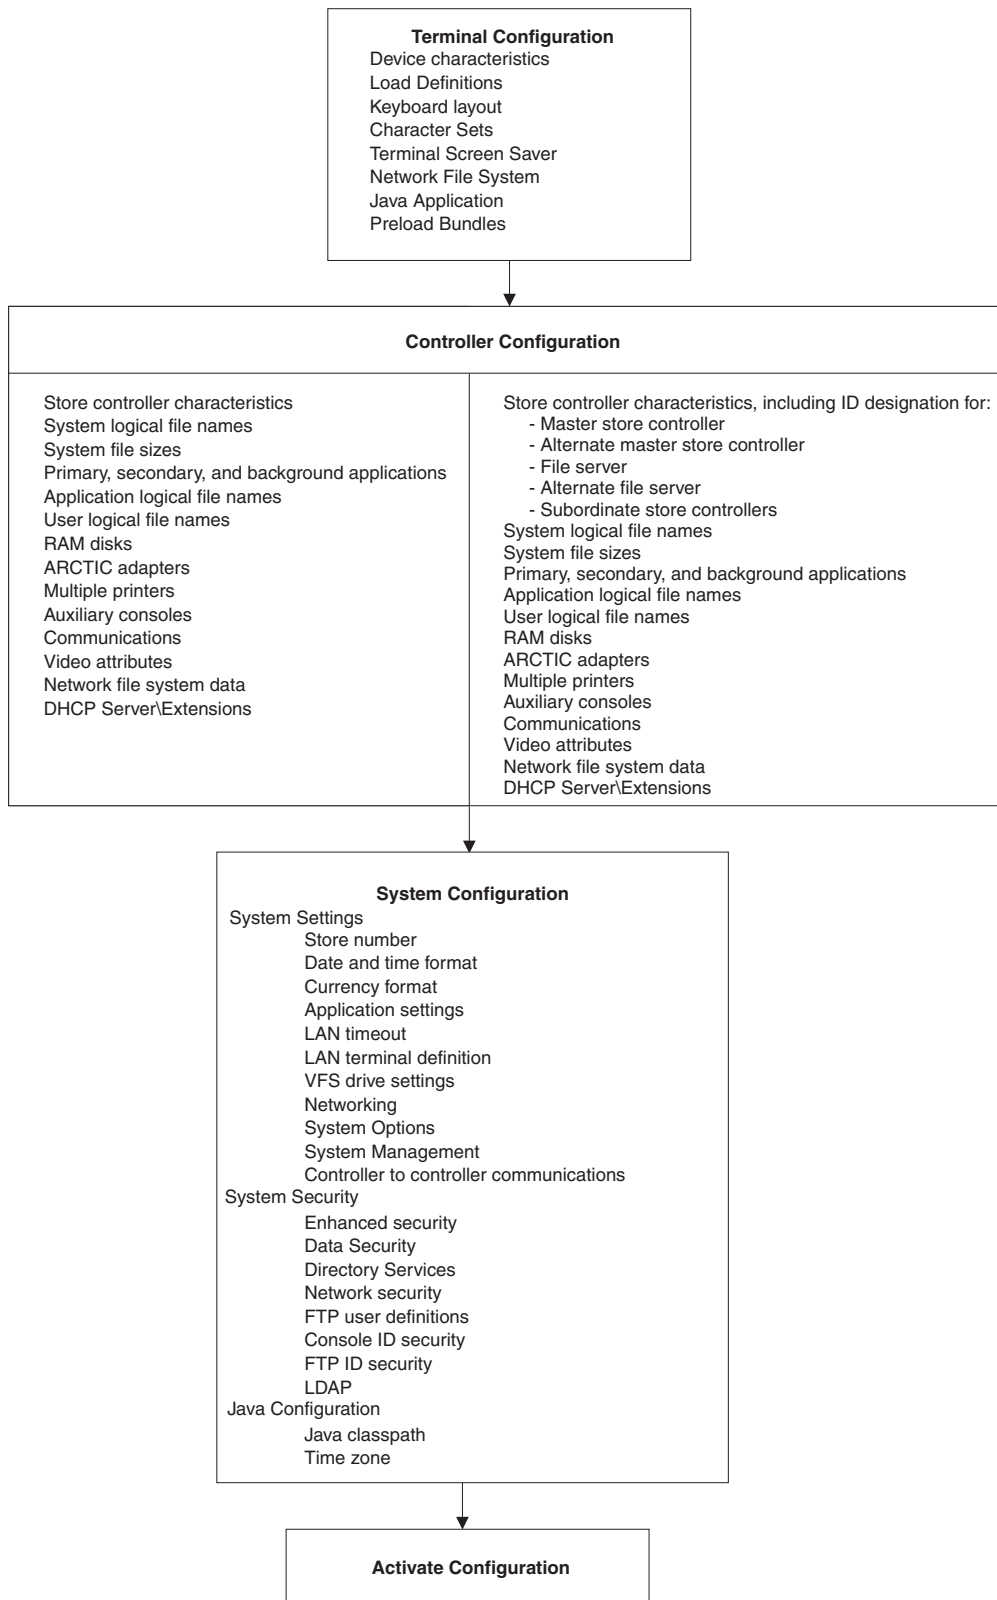 Terminal Configuration
Device characteristics
Load Definitions
Keyboard layout
Character Sets
Terminal Screen Saver
Network File System
Java Application
Preload Bundles
Controller Configuration
Store controller characteristics
System logical file names
System file sizes
Primary, secondary, and background applications
Application logical file names
User logical file names
RAM disks
ARCTIC adapters
Multiple printers
Auxiliary consoles
Communications
Video attributes
Network file system data
DHCP Server\Extensions
Store controller characteristics, including ID designation for:
- Master store controller
- Alternate master store controller
- File server
- Alternate file server
- Subordinate store controllers
System logical file names
System file sizes
Primary, secondary, and background applications
Application logical file names
User logical file names
RAM disks
ARCTIC adapters
Multiple printers
Auxiliary consoles
Communications
Video attributes
Network file system data
DHCP Server\Extensions
System Configuration
System Settings
Store number
Date and time format
Currency format
Application settings
LAN timeout
LAN terminal definition
VFS drive settings
Networking
System Options
System Management
Controller to controller communications
System Security
Enhanced security
Data Security
Directory Services
Network security
FTP user definitions
Console ID security
FTP ID security
LDAP
Java Configuration
Java classpath
Time zone
Activate Configuration